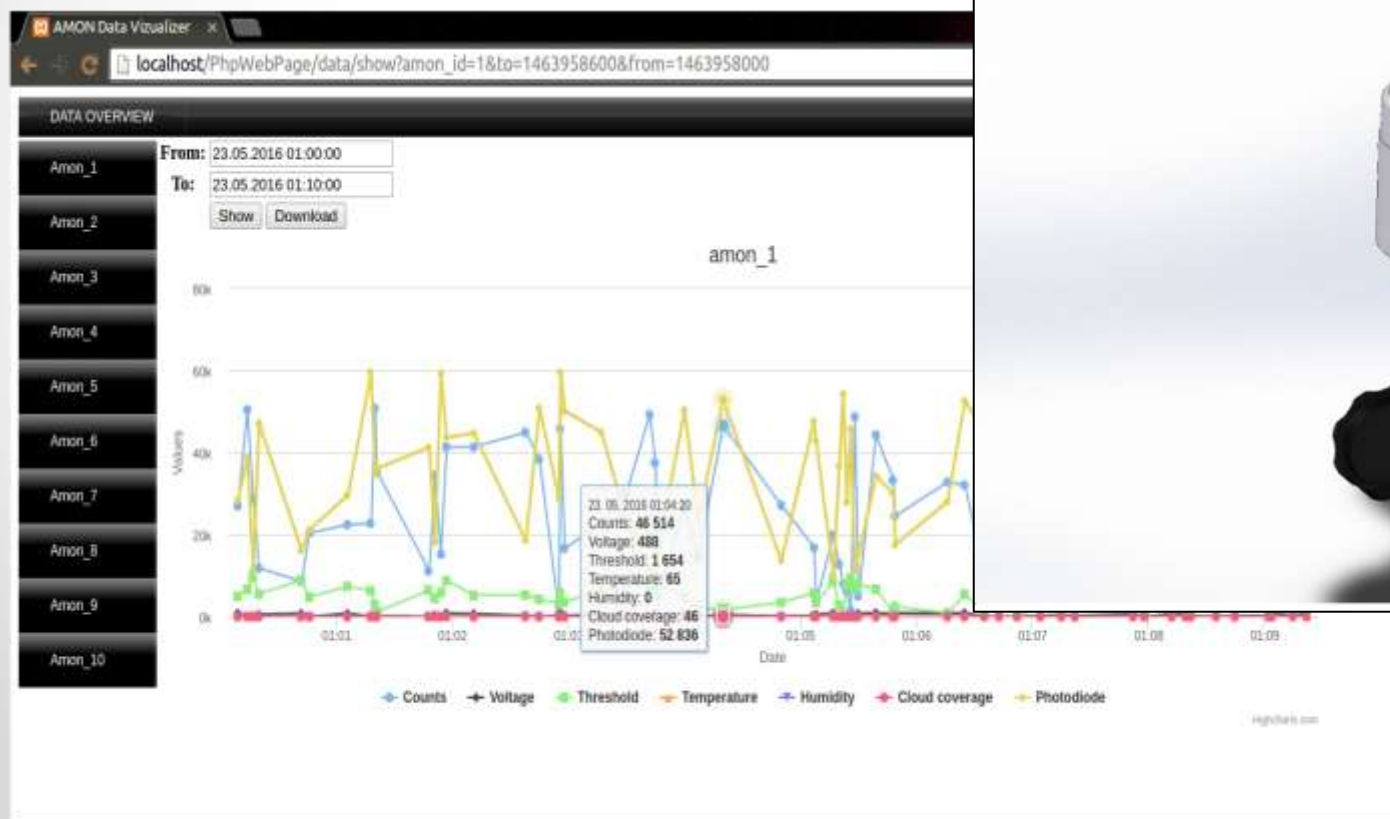 AMON Data Vizualizer ×
localhost/PhpWebPage/data/show?amon_id=1&to=1463958600&from=1463958000
DATA OVERVIEW
Amon_1
Amon_2
Amon_3
Amon_4
Amon_5
Amon_6
Amon_7
Amon_8
Amon_9
Amon_10
From: 23.05.2016 01:00:00
To: 23.05.2016 01:10:00
Show Download
amon_1
80k
60k
40k
20k
0k
Values
23. 05. 2016 01:04:20
Counts: 46 514
Voltage: 488
Threshold: 1 654
Temperature: 65
Humidity: 0
Cloud coverage: 46
Photodiode: 52 836
01:01 01:02 01:05 01:06 01:07 01:08 01:09
Date
Counts Voltage Threshold Temperature Humidity Cloud coverage Photodiode
Highcharts.com